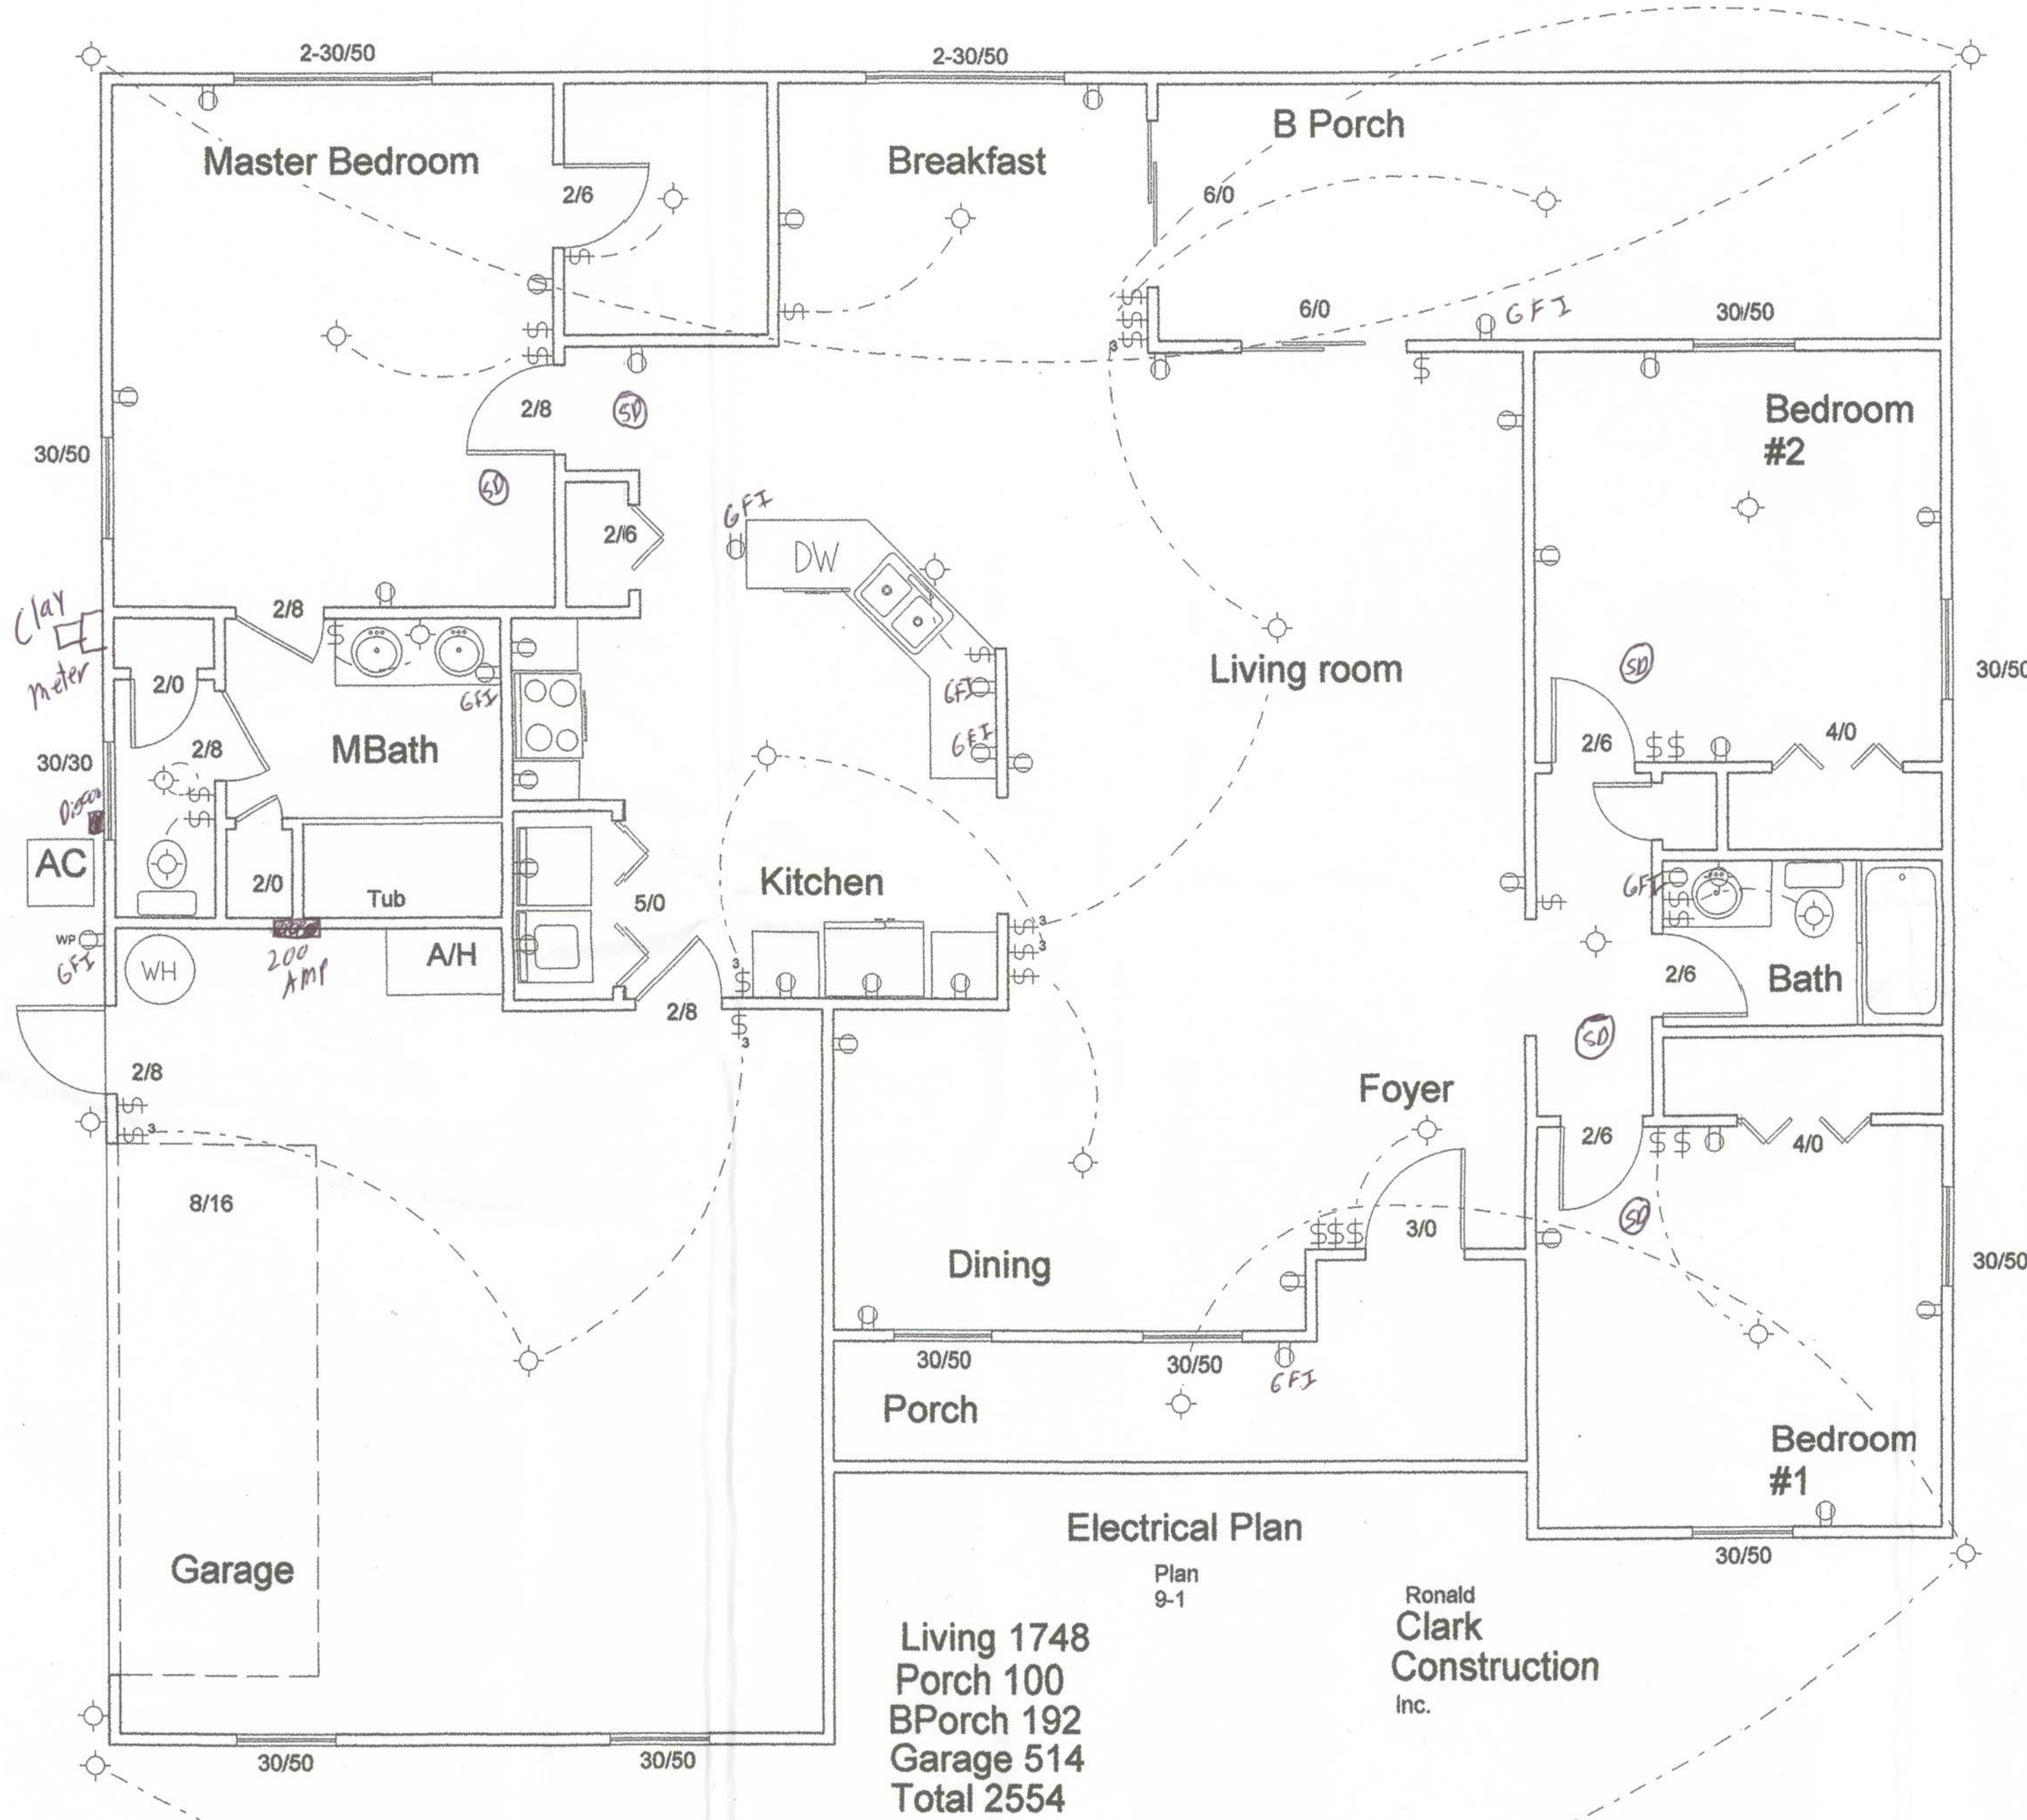 2-30/50
2-30/50
B Porch
Master Bedroom
Breakfast
2/6
6/0
6/0
GFI
30/50
3
2/8
SD
Bedroom
#2
30/50
SD
GFI
2/6
DW
2/8
Clay
meter
SD
Living room
30/50
2/0
GFI
GFI
2/8
MBath
GFI
2/6
$$
4/0
30/30
AC
2/0
Tub
5/0
Kitchen
GFI
3
WP
GFI
WH
200
AMP
A/H
3
3
2/6
Bath
2/8
3
SD
2/8
3
Foyer
2/6
$$
4/0
8/16
SD
$$$
3/0
Dining
30/50
30/50
30/50
GFI
Porch
Bedroom
#1
Electrical Plan
30/50
Garage
Plan
9-1
Ronald
Clark
Construction
Inc.
Living 1748
Porch 100
BPorch 192
Garage 514
Total 2554
30/50
30/50